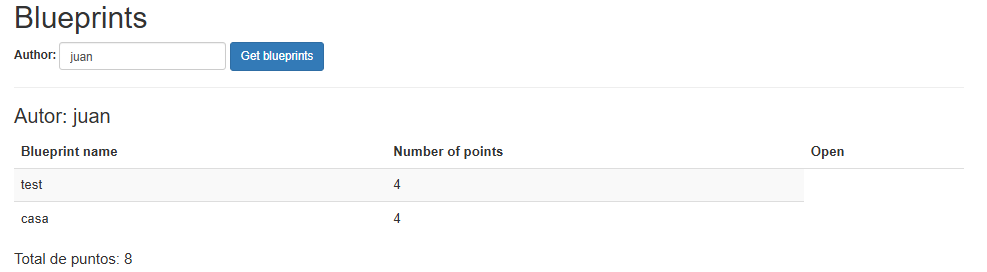 Blueprints
Author: juan Get blueprints
Autor: juan
Blueprint name Number of points Open
test 4
casa 4
Total de puntos: 8